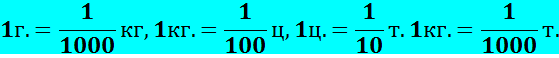 1г. = 1/1000 кг, 1кг. = 1/100 ц, 1ц. = 1/10 т. 1кг. = 1/1000 т.